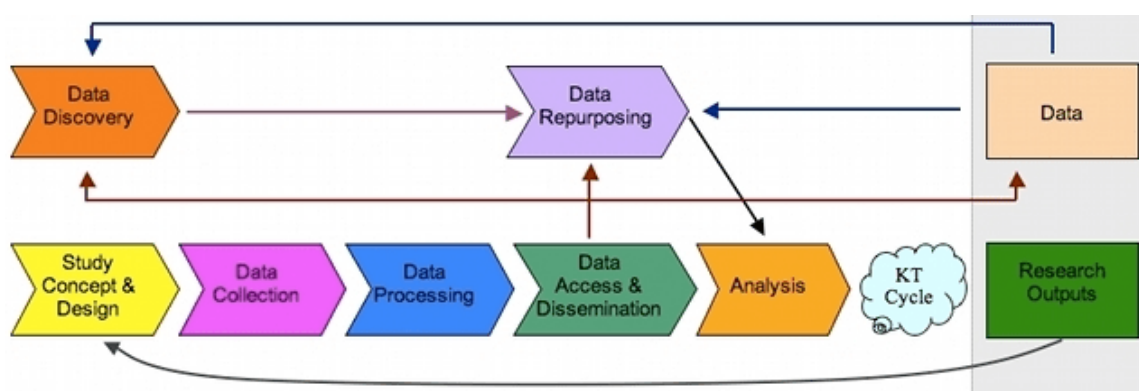 Data
Discovery
Data
Repurposing
Data
Study
Concept &
Design
Data
Collection
Data
Processing
Data
Access &
Dissemination
Analysis
KT
Cycle
Research
Outputs